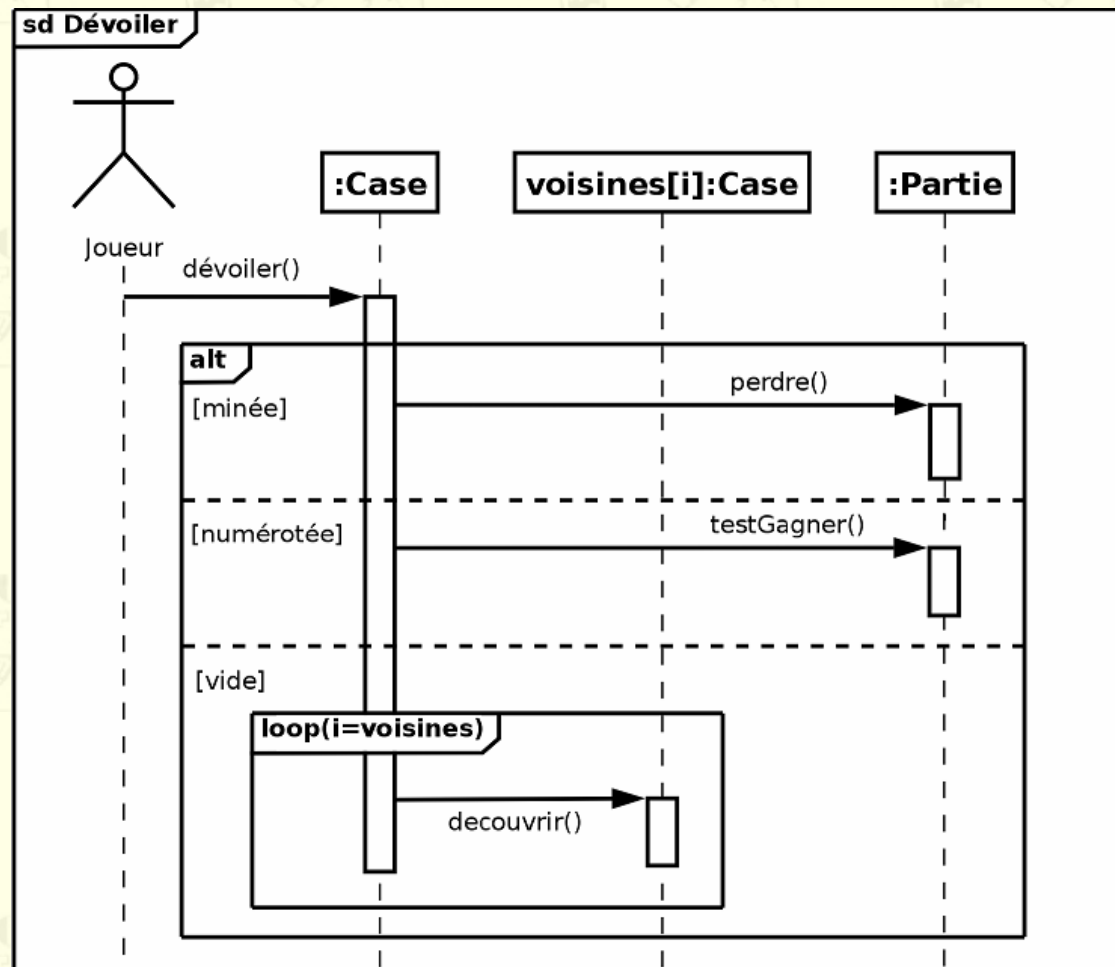 sd Dévoiler
:Case
voisines[i]:Case
:Partie
Joueur
dévoiler()
alt
[minée]
perdre()
[numérotée]
testGagner()
[vide]
loop(i=voisines)
decouvrir()